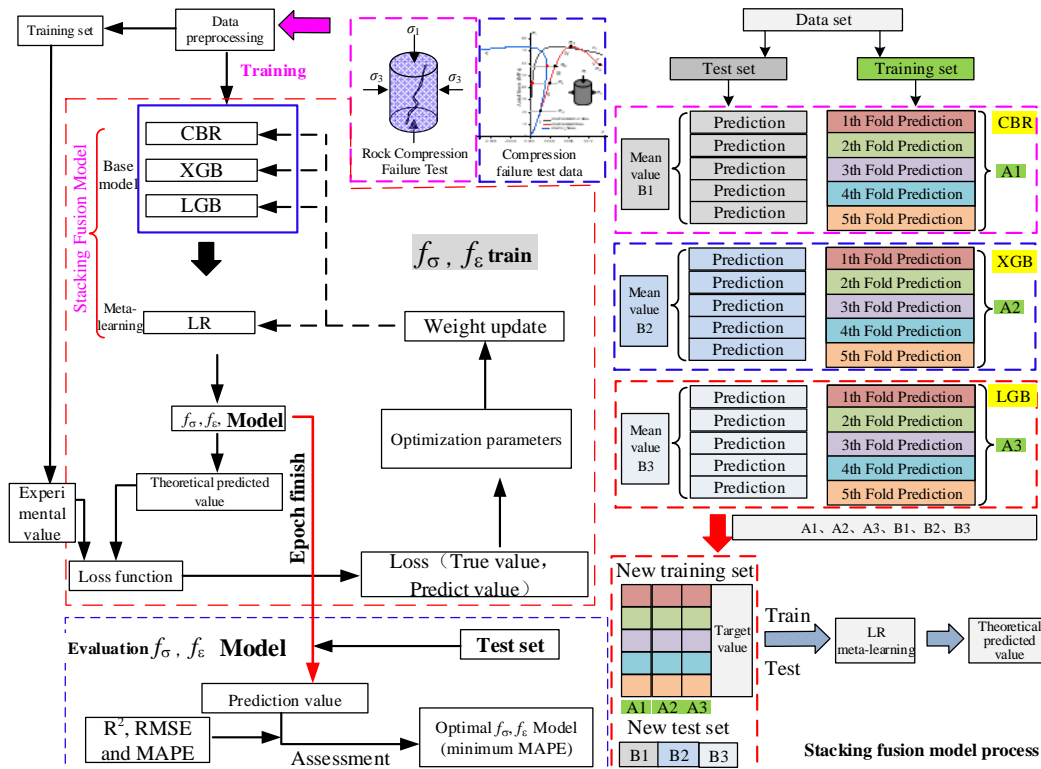 Training set
Data
preprocessing
Training
σ1
σ3
σ3
Rock Compression
Failure Test
Compression
failure test data
Stacking Fusion Model
Base
model
CBR
XGB
LGB
Meta-
learning
LR
fσ , fε train
Weight update
Optimization parameters
fσ, fε, Model
Theoretical predicted
value
Experi
mental
value
Loss function
Epoch finish
Loss（True value，
Predict value）
Evaluation fσ , fε Model
Test set
Prediction value
R², RMSE
and MAPE
Assessment
Optimal fσ, fε Model
(minimum MAPE)
Data set
Test set
Training set
Mean
value
B1
Prediction
Prediction
Prediction
Prediction
Prediction
1th Fold Prediction
2th Fold Prediction
3th Fold Prediction
4th Fold Prediction
5th Fold Prediction
CBR
A1
Mean
value
B2
Prediction
Prediction
Prediction
Prediction
Prediction
1th Fold Prediction
2th Fold Prediction
3th Fold Prediction
4th Fold Prediction
5th Fold Prediction
XGB
A2
Mean
value
B3
Prediction
Prediction
Prediction
Prediction
Prediction
1th Fold Prediction
2th Fold Prediction
3th Fold Prediction
4th Fold Prediction
5th Fold Prediction
LGB
A3
A1、A2、A3、B1、B2、B3
New training set
Target
value
A1 A2 A3
New test set
B1 B2 B3
Train
Test
LR
meta-learning
Theoretical
predicted
value
Stacking fusion model process